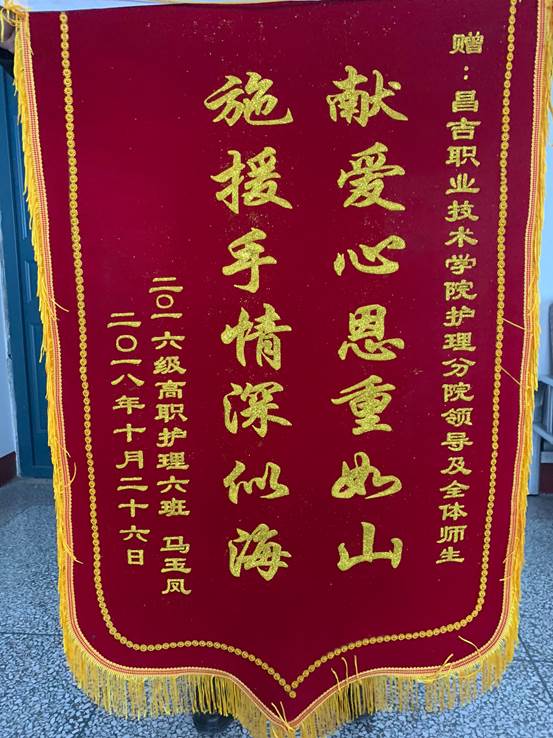 赠：昌吉职业技术学院护理分院领导及全体师生
献爱心恩重如山
施援手情深似海
二〇一六级高职护理六班 马玉凤
二〇一八年十月二十六日